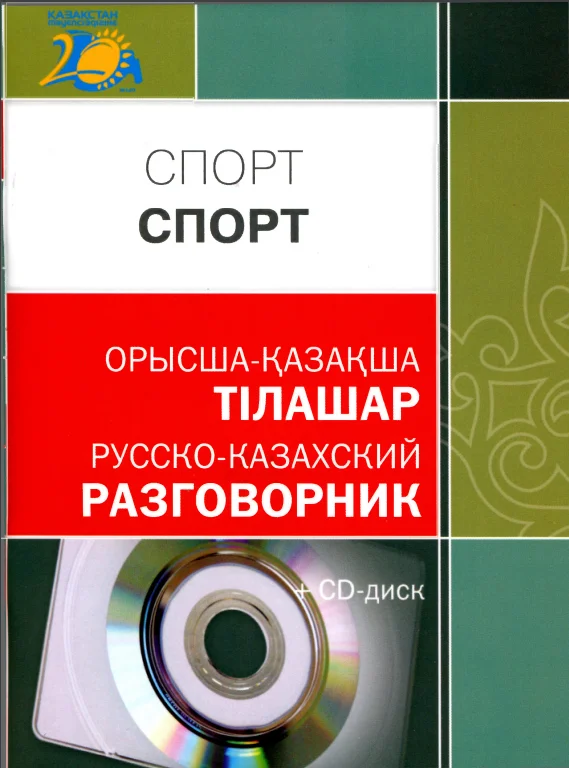 ҚАЗАҚСТАН
20
СПОРТ
СПОРТ
ОРЫСША-ҚАЗАҚША
ТІЛАШАР
РУССКО-КАЗАХСКИЙ
РАЗГОВОРНИК
+ CD-диск